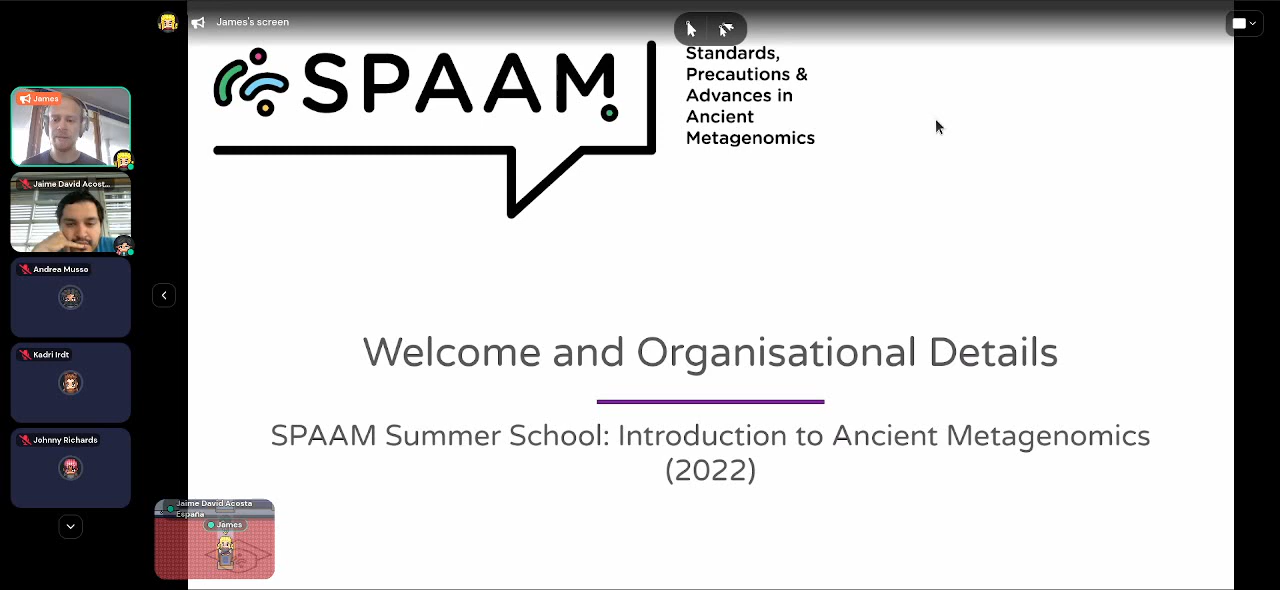 James's screen
SPAAM
Standards,
Precautions &
Advances in
Ancient
Metagenomics
James
Jaime David Acost...
Andrea Musso
Kadri Irdt
Johnny Richards
Welcome and Organisational Details
SPAAM Summer School: Introduction to Ancient Metagenomics
(2022)
Jaime David Acosta
España
James